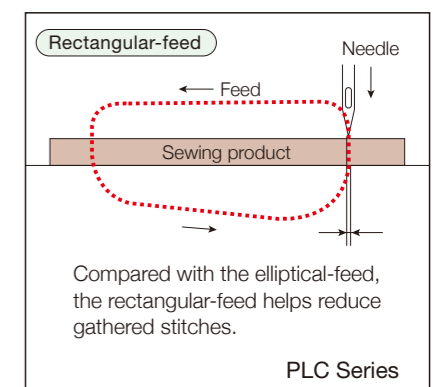 Rectangular-feed
Needle
Feed
Sewing product
Compared with the elliptical-feed,
the rectangular-feed helps reduce
gathered stitches.
PLC Series